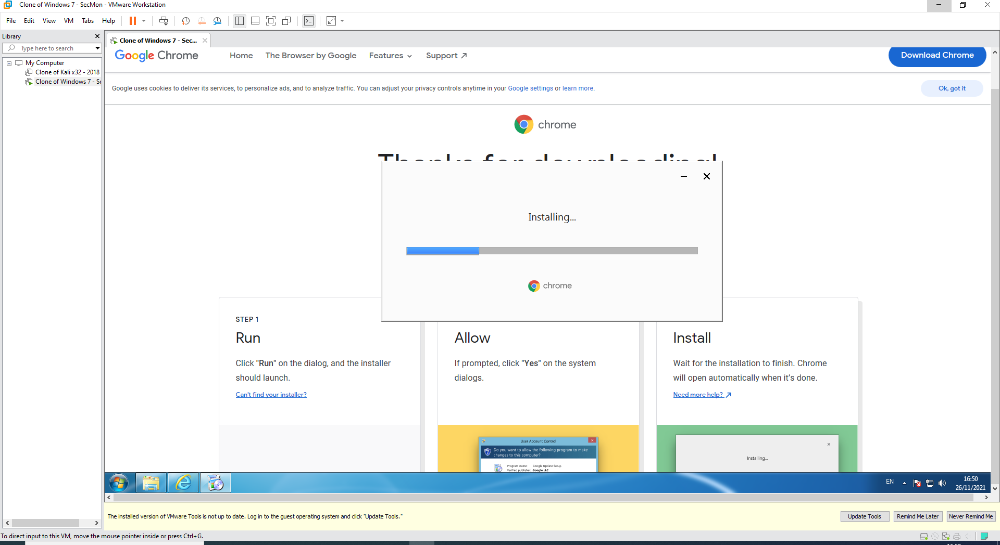 Clone of Windows 7 - SecMon - VMware Workstation
File Edit View VM Tabs Help
Library
Type here to search
My Computer
Clone of Kali x32 - 2018
Clone of Windows 7 - Se
Clone of Windows 7 - Sec...
Google Chrome Home The Browser by Google Features Support Download Chrome
Google uses cookies to deliver its services, to personalize ads, and to analyze traffic. You can adjust your privacy controls anytime in your Google settings or learn more.
Ok, got it
chrome
Thanks for downloading!
Installing...
chrome
STEP 1
Run
Click "Run" on the dialog, and the installer
should launch.
Can't find your installer?
Allow
If prompted, click "Yes" on the system
dialogs.
Install
Wait for the installation to finish. Chrome
will open automatically when it's done.
Need more help?
User Account Control
Do you want to allow the following program to make
changes to this computer?
Program name: Google Update Setup
Verified publisher: Google LLC
Installing...
EN
16:50
26/11/2021
The installed version of VMware Tools is not up to date. Log in to the guest operating system and click "Update Tools."
Update Tools Remind Me Later Never Remind Me
To direct input to this VM, move the mouse pointer inside or press Ctrl+G.